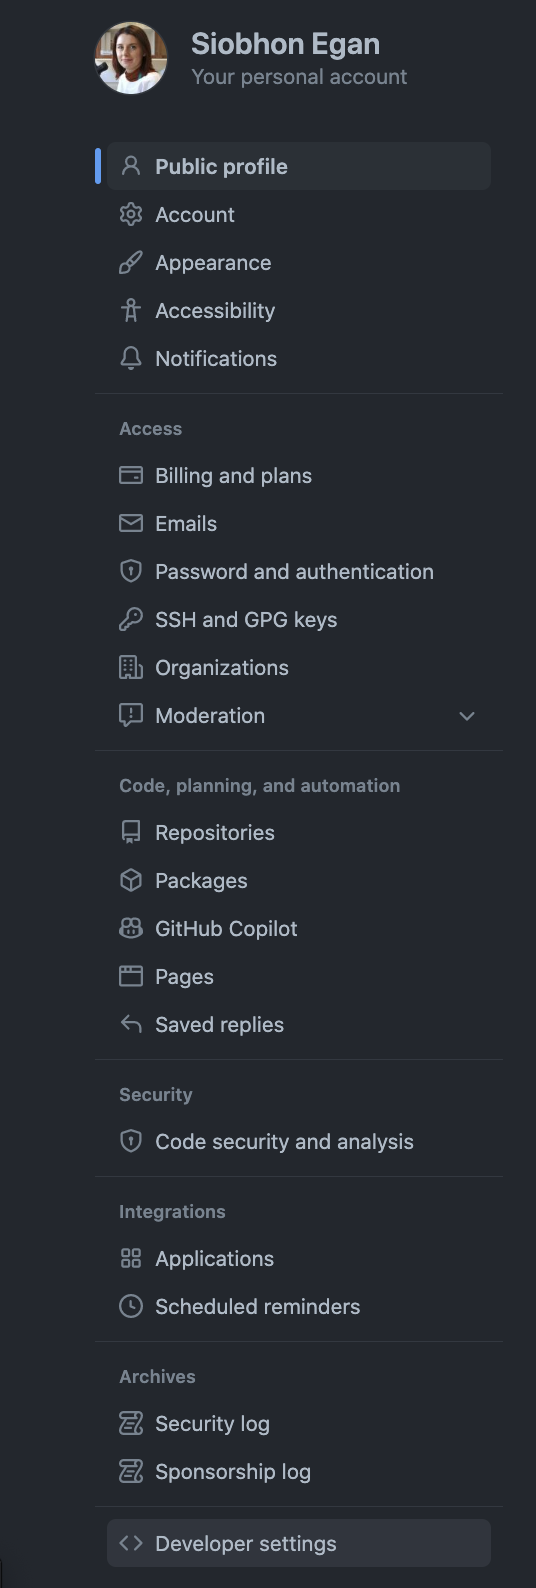 Siobhon Egan
Your personal account
Public profile
Account
Appearance
Accessibility
Notifications
Access
Billing and plans
Emails
Password and authentication
SSH and GPG keys
Organizations
Moderation
Code, planning, and automation
Repositories
Packages
GitHub Copilot
Pages
Saved replies
Security
Code security and analysis
Integrations
Applications
Scheduled reminders
Archives
Security log
Sponsorship log
Developer settings